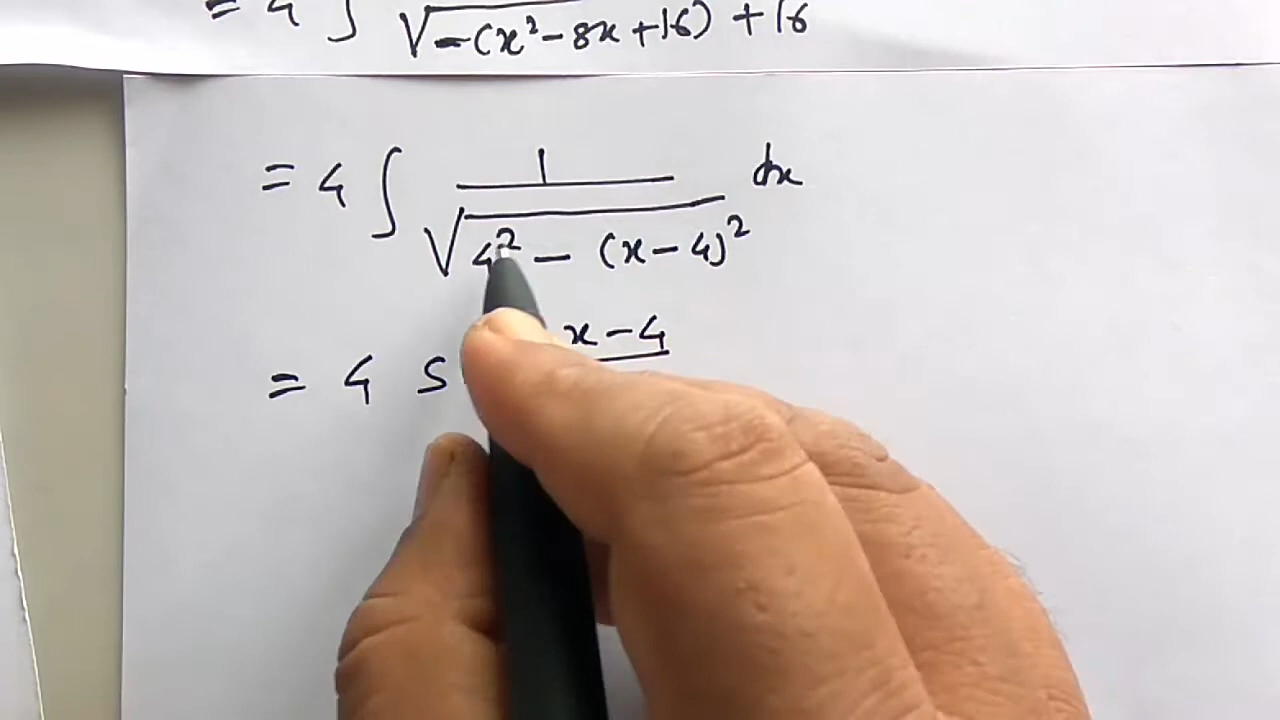 = 4 ∫ √-(x²-8x+16) + 16
= 4 ∫ 1/√(4² - (x-4)²) dx
= 4 S x-4